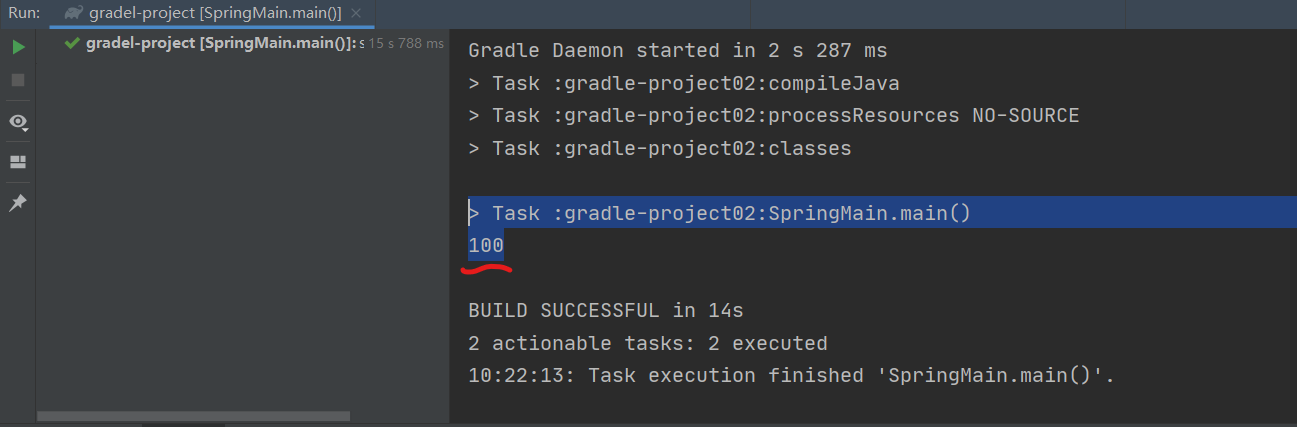 Run: gradel-project [SpringMain.main()] ×
gradel-project [SpringMain.main()]: s 15 s 788 ms
Gradle Daemon started in 2 s 287 ms
> Task :gradle-project02:compileJava
> Task :gradle-project02:processResources NO-SOURCE
> Task :gradle-project02:classes
> Task :gradle-project02:SpringMain.main()
100
BUILD SUCCESSFUL in 14s
2 actionable tasks: 2 executed
10:22:13: Task execution finished 'SpringMain.main()'.